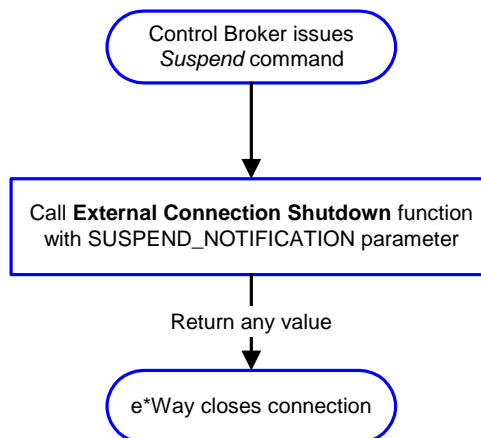 Control Broker issues
Suspend command
Call External Connection Shutdown function
with SUSPEND_NOTIFICATION parameter
Return any value
e*Way closes connection